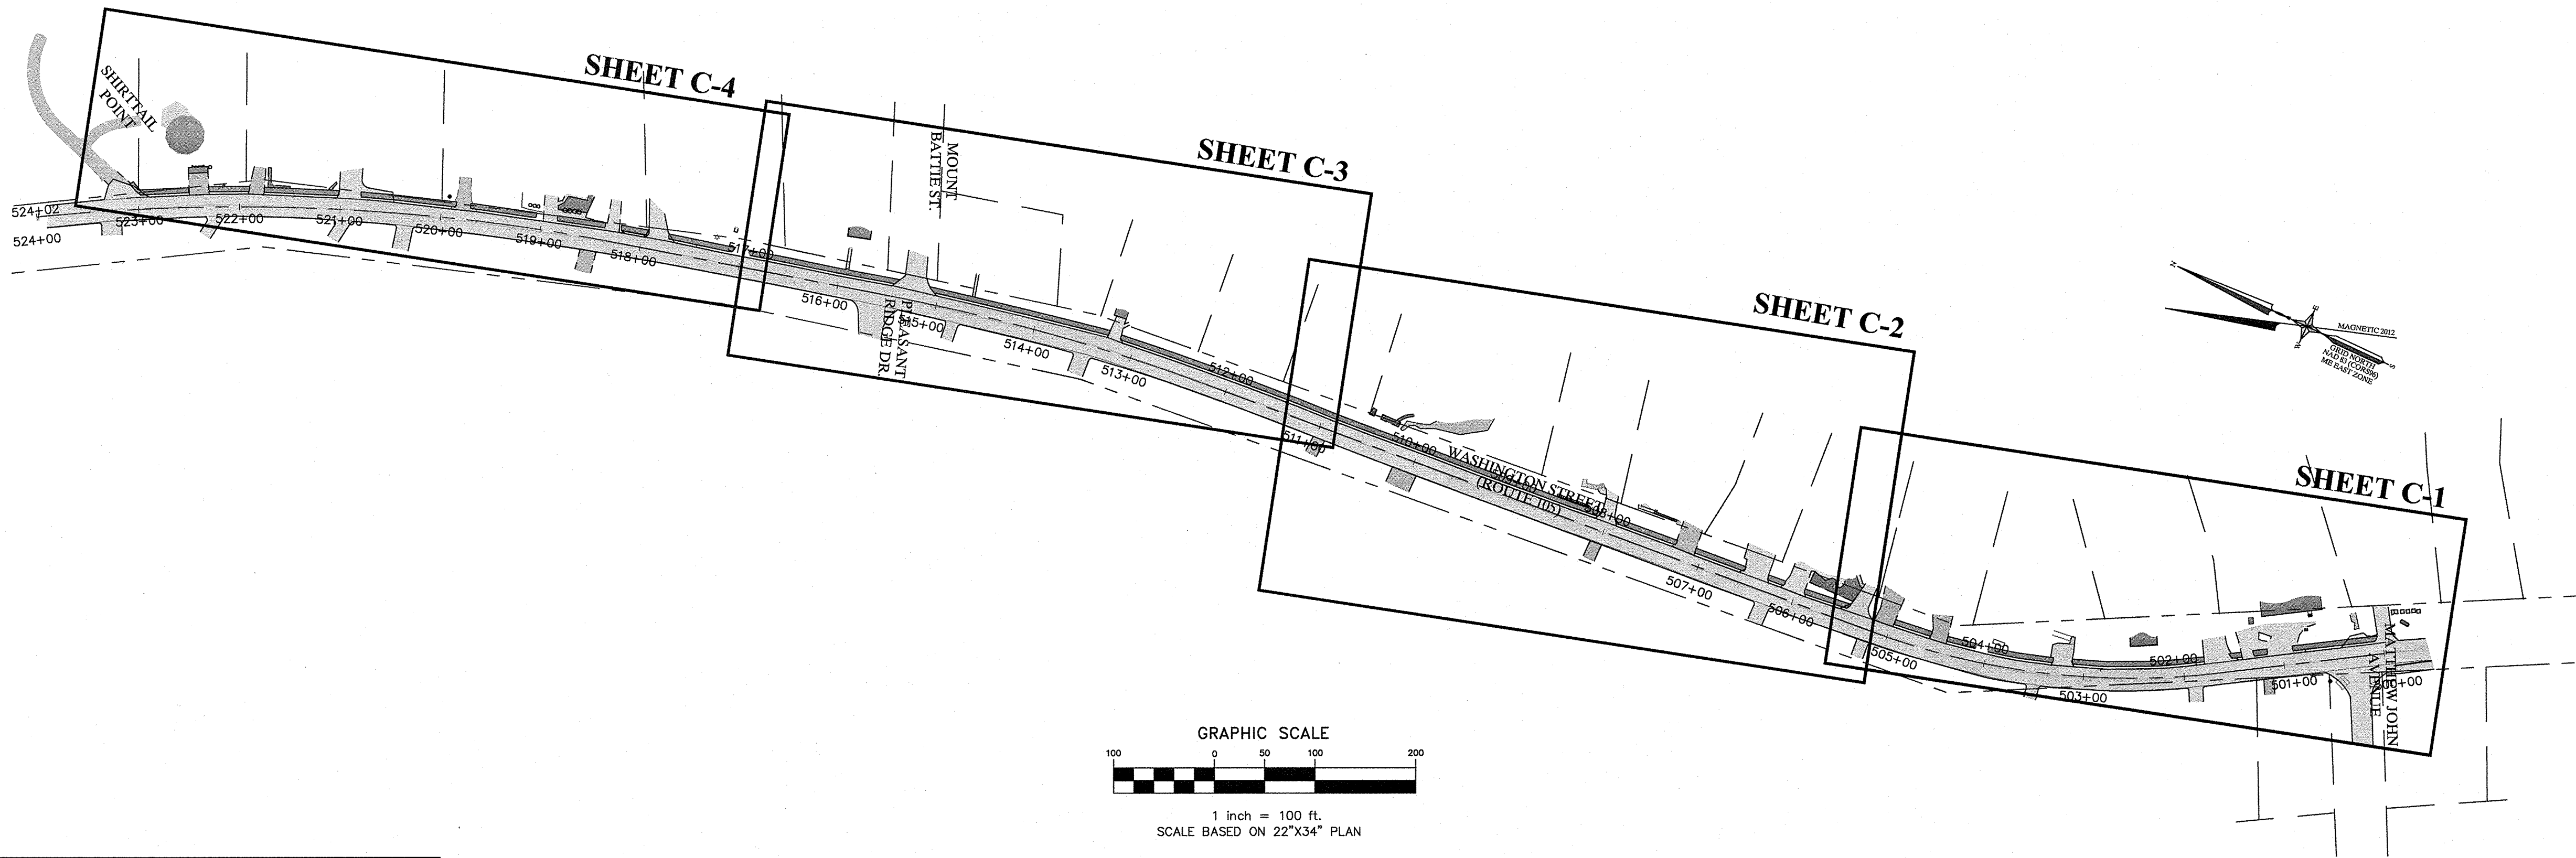 SHEET C-4
SHIRTFAIL
POINT
SHEET C-3
MOUNT
BATTIE ST.
SHEET C-2
SHEET C-1
524+02
524+00
523+00
522+00
521+00
520+00
519+00
518+00
517+00
516+00
515+00
PLEASANT
RIDGE DR.
514+00
513+00
512+00
511+00
510+00
WASHINGTON STREET
(ROUTE 105)
508+00
507+00
506+00
505+00
504+00
503+00
502+00
501+00
MATTHEW JOHN
AVENUE
N
E
W
S
MAGNETIC 2012
GRID NORTH
NAD 83 (CORS96)
ME EAST ZONE
GRAPHIC SCALE
100 0 50 100 200
1 inch = 100 ft.
SCALE BASED ON 22"X34" PLAN